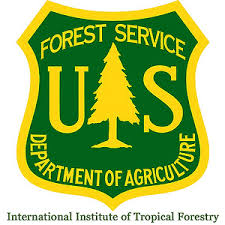 FOREST SERVICE
U S
DEPARTMENT OF AGRICULTURE
International Institute of Tropical Forestry